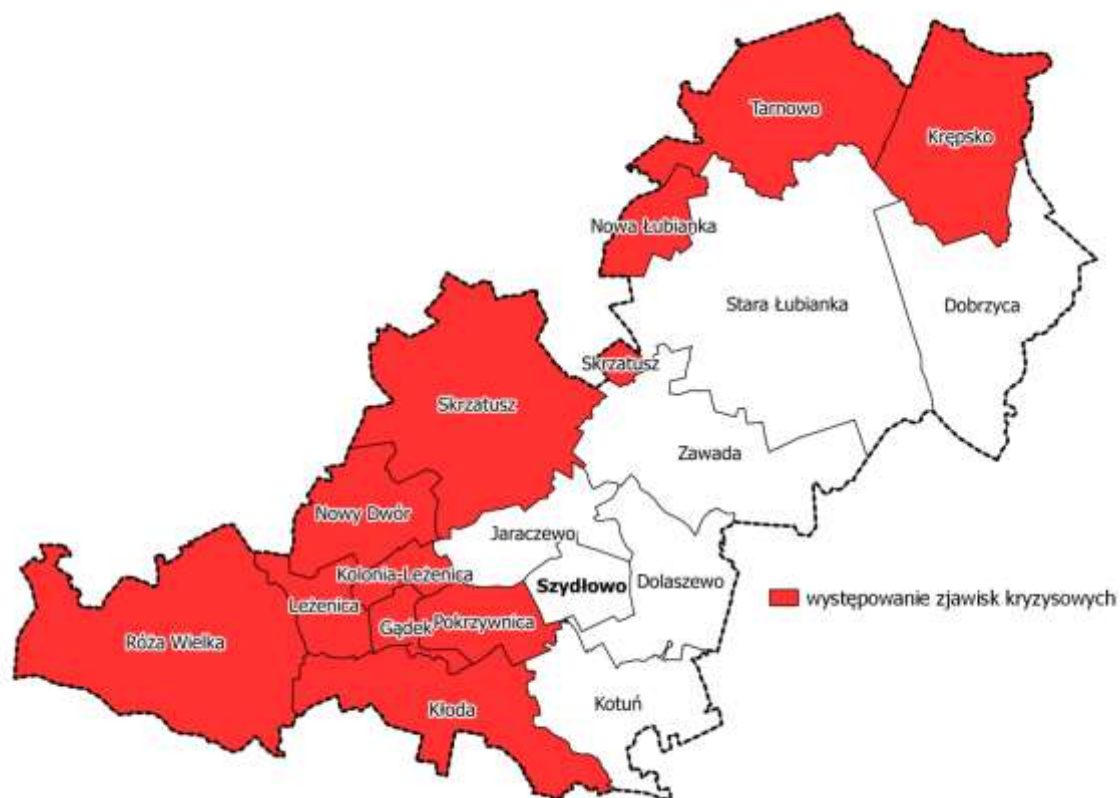 Tarnowo
Krępsko
Nowa Łubianka
Stara Łubianka
Dobrzyca
Skrzatusz
Skrzatusz
Zawada
Nowy Dwór
Jaraczewo
Kolonia-Leżenica
Szydłowo
Dolaszewo
występowanie zjawisk kryzysowych
Leżenica
Gądek
Pokrzywnica
Róża Wielka
Kłoda
Kotuń